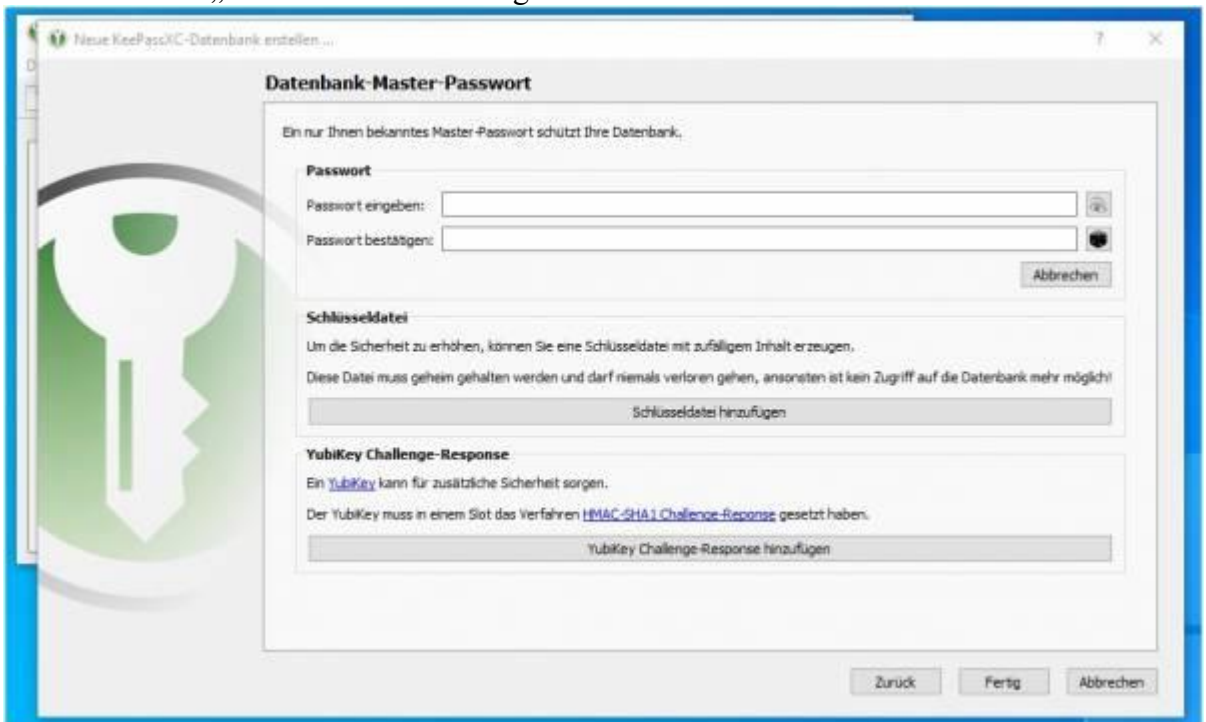 Neue KeePassXC-Datenbank erstellen ...
Datenbank-Master-Passwort
Ein nur Ihnen bekanntes Master-Passwort schützt Ihre Datenbank.
Passwort
Passwort eingeben:
Passwort bestätigen:
Abbrechen
Schlüsseldatei
Um die Sicherheit zu erhöhen, können Sie eine Schlüsseldatei mit zufälligem Inhalt erzeugen.
Diese Datei muss geheim gehalten werden und darf niemals verloren gehen, ansonsten ist kein Zugriff auf die Datenbank mehr möglich!
Schlüsseldatei hinzufügen
YubiKey Challenge-Response
Ein YubiKey kann für zusätzliche Sicherheit sorgen.
Der YubiKey muss in einem Slot das Verfahren HMAC-SHA1 Challenge-Reponse gesetzt haben.
YubiKey Challenge-Response hinzufügen
Zurück Fertig Abbrechen